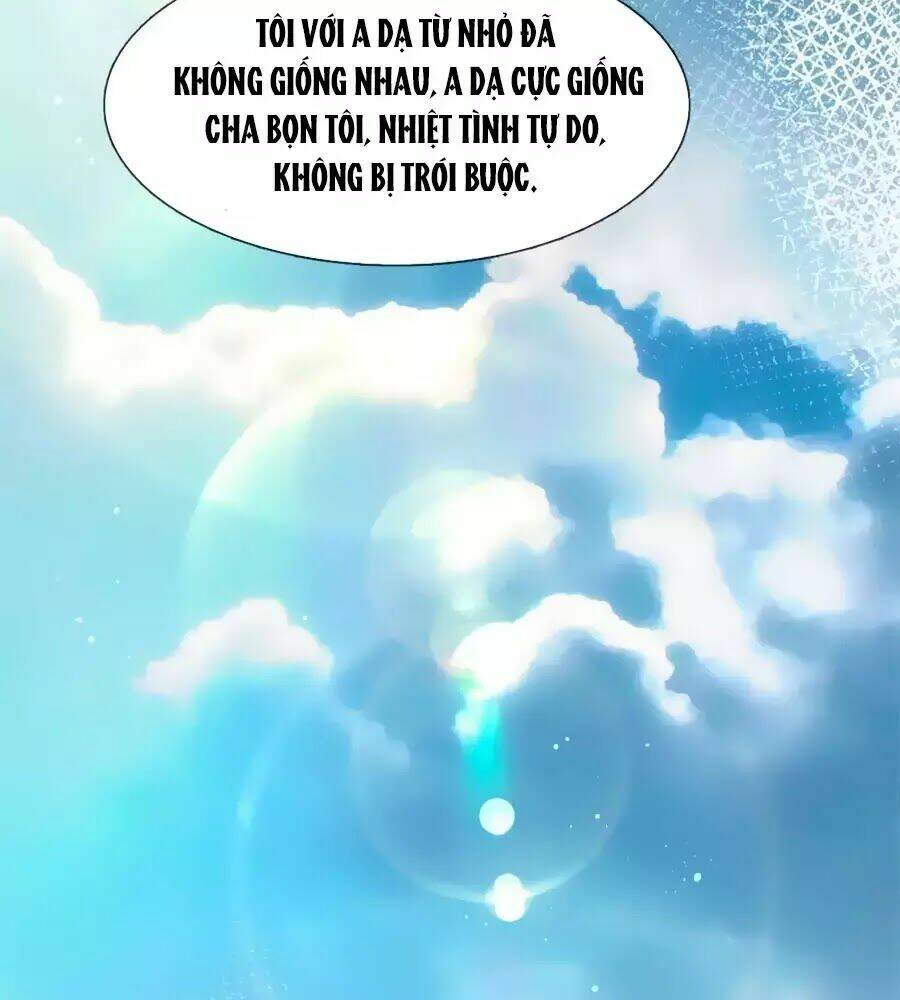 TÔI VỚI A DẠ TỪ NHỎ ĐÃ
KHÔNG GIỐNG NHAU, A DẠ CỰC GIỐNG
CHA BỌN TÔI, NHIỆT TÌNH TỰ DO,
KHÔNG BỊ TRÓI BUỘC.